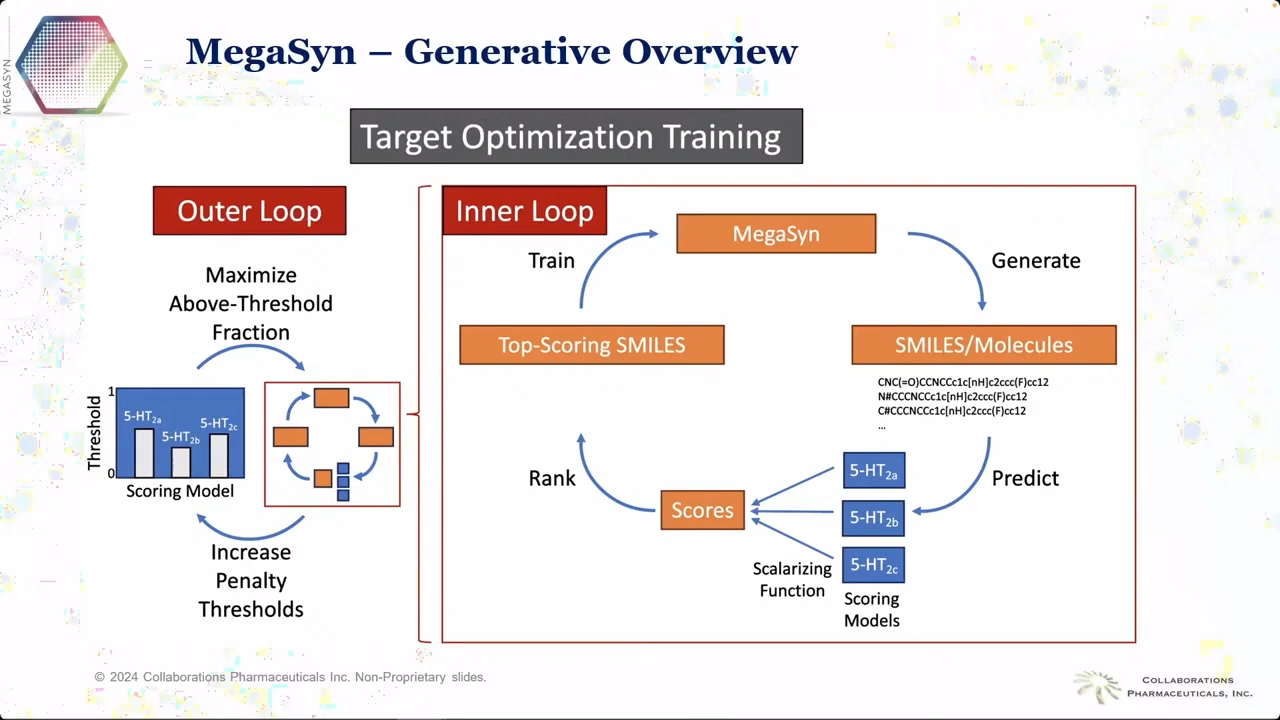 MEGASYN
MegaSyn – Generative Overview
Target Optimization Training
Outer Loop
Maximize
Above-Threshold
Fraction
1
Threshold
0
5-HT2a
5-HT2b
5-HT2c
Scoring Model
Increase
Penalty
Thresholds
Inner Loop
MegaSyn
Train
Generate
Top-Scoring SMILES
SMILES/Molecules
CNC(=O)CCNCCc1c[nH]c2ccc(F)cc12
N#CCCNCCc1c[nH]c2ccc(F)cc12
C#CCCNCCc1c[nH]c2ccc(F)cc12
...
Rank
Predict
Scores
5-HT2a
5-HT2b
5-HT2c
Scalarizing
Function
Scoring
Models
© 2024 Collaborations Pharmaceuticals Inc. Non-Proprietary slides.
COLLABORATIONS
PHARMACEUTICALS, INC.